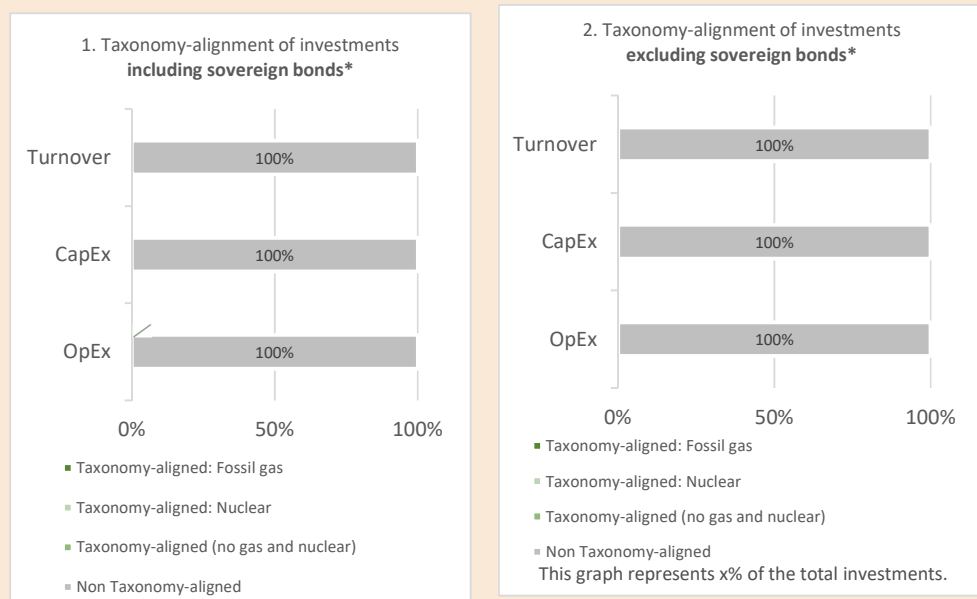 1. Taxonomy-alignment of investments
including sovereign bonds*
Turnover
100%
CapEx
100%
OpEx
100%
0%
50%
100%
Taxonomy-aligned: Fossil gas
Taxonomy-aligned: Nuclear
Taxonomy-aligned (no gas and nuclear)
Non Taxonomy-aligned
2. Taxonomy-alignment of investments
excluding sovereign bonds*
Turnover
100%
CapEx
100%
OpEx
100%
0%
50%
100%
Taxonomy-aligned: Fossil gas
Taxonomy-aligned: Nuclear
Taxonomy-aligned (no gas and nuclear)
Non Taxonomy-aligned
This graph represents x% of the total investments.